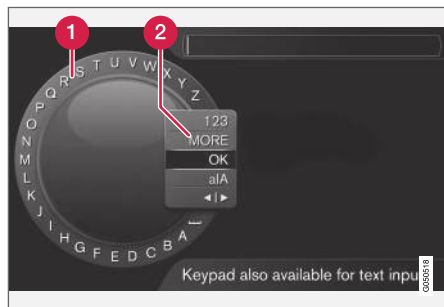 1
2
A B C D E F G H I J K L M N O P Q R S T U V W X Y Z
123
MORE
OK
a|A
◄|►
Keypad also available for text inpu
G050518